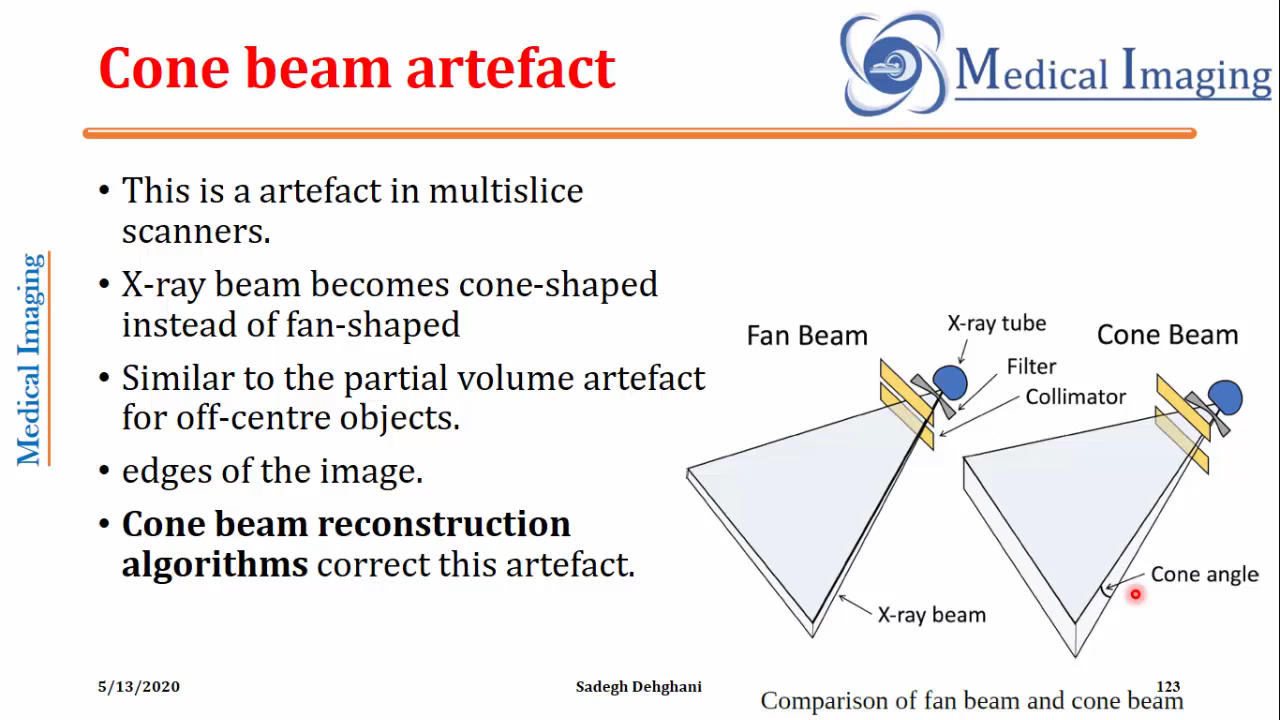 Cone beam artefact
Medical Imaging
• This is a artefact in multislice
scanners.
• X-ray beam becomes cone-shaped
instead of fan-shaped
• Similar to the partial volume artefact
for off-centre objects.
• edges of the image.
• Cone beam reconstruction
algorithms correct this artefact.
Medical Imaging
Fan Beam
X-ray tube
Cone Beam
Filter
Collimator
Cone angle
X-ray beam
5/13/2020
Sadegh Dehghani
123
Comparison of fan beam and cone beam